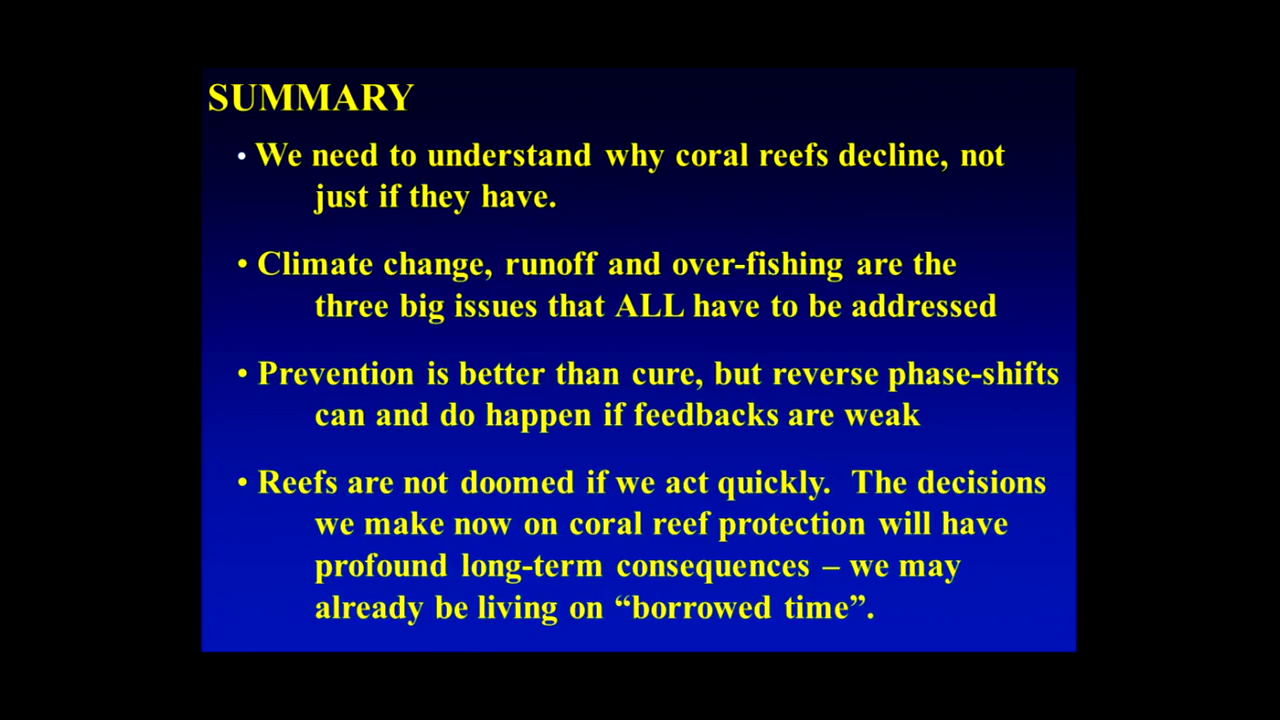 SUMMARY
• We need to understand why coral reefs decline, not
just if they have.
• Climate change, runoff and over-fishing are the
three big issues that ALL have to be addressed
• Prevention is better than cure, but reverse phase-shifts
can and do happen if feedbacks are weak
• Reefs are not doomed if we act quickly.  The decisions
we make now on coral reef protection will have
profound long-term consequences – we may
already be living on “borrowed time”.